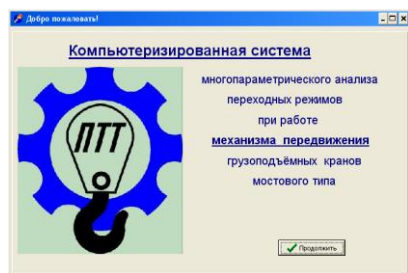 Добро пожаловать!
Компьютеризированная система
многопараметрического анализа
переходных режимов
при работе
механизма передвижения
грузоподъёмных кранов
мостового типа
ПТТ
Продолжить